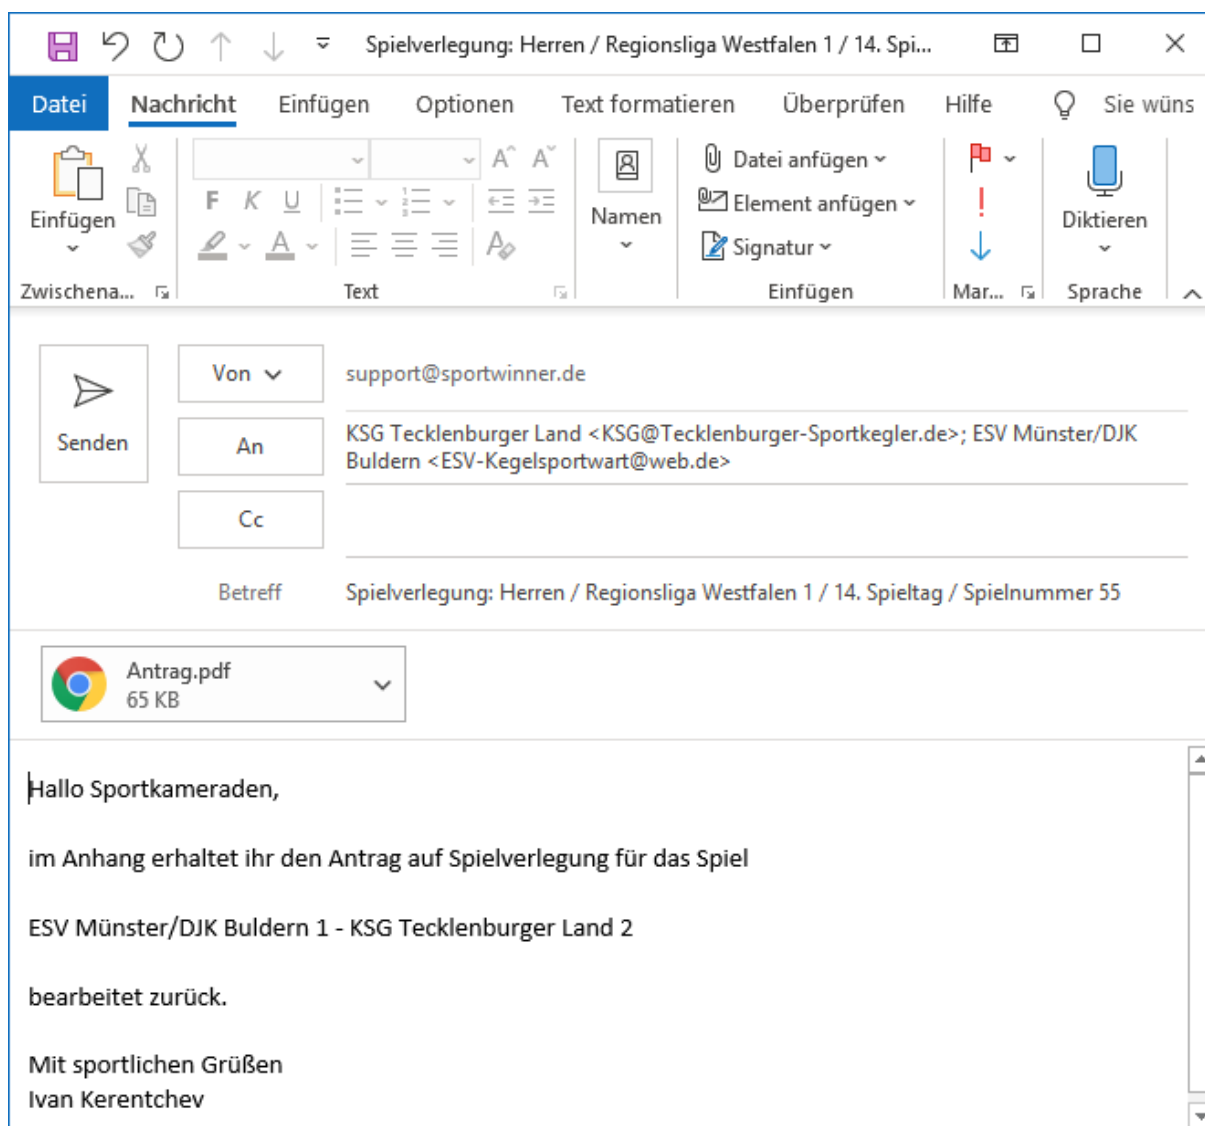 Spielverlegung: Herren / Regionsliga Westfalen 1 / 14. Spi...
Datei Nachricht Einfügen Optionen Text formatieren Überprüfen Hilfe Sie wüns
Einfügen
F K U
A
Namen
Datei anfügen
Element anfügen
Signatur
Diktieren
Zwischena... Text Einfügen Mar... Sprache
Senden
Von support@sportwinner.de
An KSG Tecklenburger Land <KSG@Tecklenburger-Sportkegler.de>; ESV Münster/DJK
Buldern <ESV-Kegelsportwart@web.de>
Cc
Betreff Spielverlegung: Herren / Regionsliga Westfalen 1 / 14. Spieltag / Spielnummer 55
Antrag.pdf
65 KB
Hallo Sportkameraden,
im Anhang erhaltet ihr den Antrag auf Spielverlegung für das Spiel
ESV Münster/DJK Buldern 1 - KSG Tecklenburger Land 2
bearbeitet zurück.
Mit sportlichen Grüßen
Ivan Kerentchev